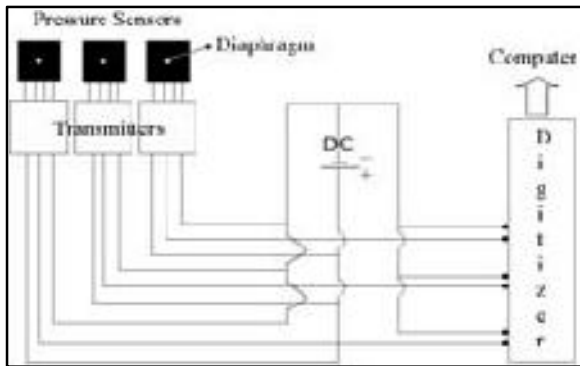 Pressure Sensors
Diaphragm
Computer
Transmitters
DC
−
+
D
i
g
i
t
i
z
e
r